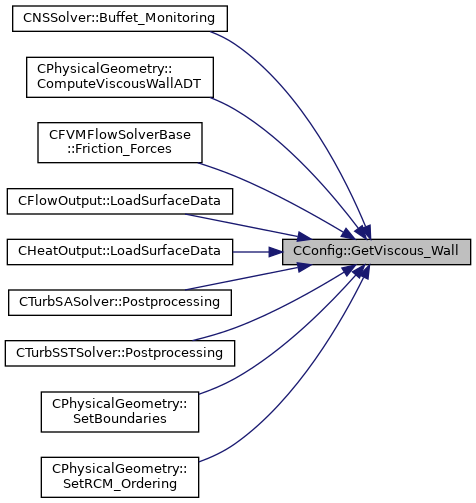 CNSSolver::Buffet_Monitoring
CPhysicalGeometry::
ComputeViscousWallADT
CFVMFlowSolverBase
::Friction_Forces
CFlowOutput::LoadSurfaceData
CHeatOutput::LoadSurfaceData
CConfig::GetViscous_Wall
CTurbSASolver::Postprocessing
CTurbSSTSolver::Postprocessing
CPhysicalGeometry::
SetBoundaries
CPhysicalGeometry::
SetRCM_Ordering